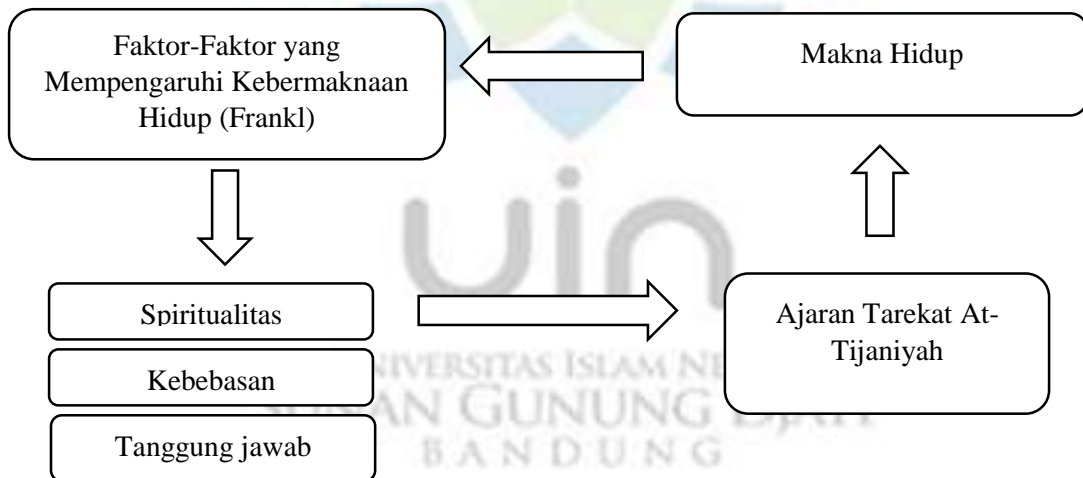 Faktor-Faktor yang
Mempengaruhi Kebermaknaan
Hidup (Frankl)
Makna Hidup
Spiritualitas
Kebebasan
Tanggung jawab
Ajaran Tarekat At-
Tijaniyah
uin
UNIVERSITAS ISLAM
SUNAN GUNUNG DJATI
BANDUNG